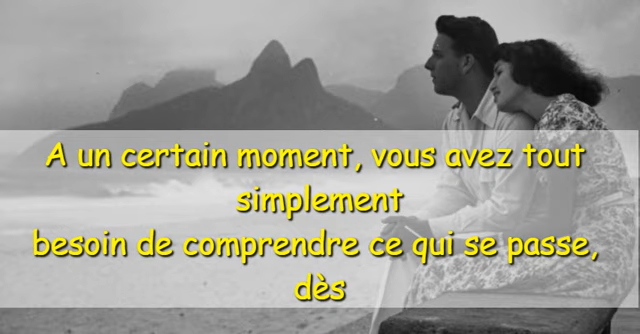 A un certain moment, vous avez tout
simplement
besoin de comprendre ce qui se passe,
dès